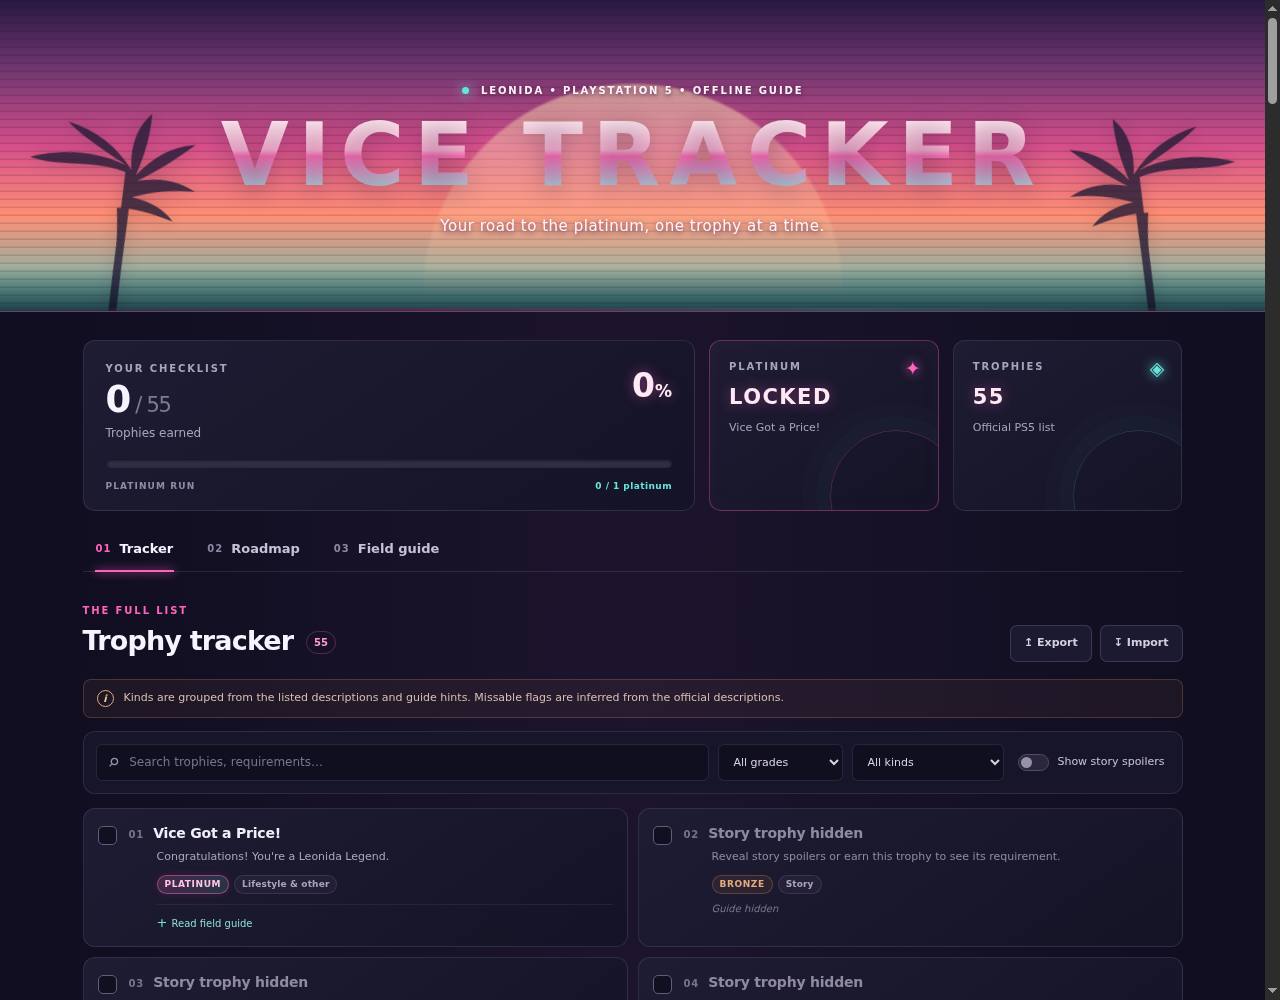 LEONIDA • PLAYSTATION 5 • OFFLINE GUIDE
VICE TRACKER
Your road to the platinum, one trophy at a time.
YOUR CHECKLIST
0 / 55
0%
Trophies earned
PLATINUM RUN
0 / 1 platinum
PLATINUM
LOCKED
Vice Got a Price!
TROPHIES
55
Official PS5 list
01 Tracker
02 Roadmap
03 Field guide
THE FULL LIST
Trophy tracker 55
↥ Export
↧ Import
i Kinds are grouped from the listed descriptions and guide hints. Missable flags are inferred from the official descriptions.
Search trophies, requirements...
All grades
All kinds
Show story spoilers
01 Vice Got a Price!
Congratulations! You're a Leonida Legend.
PLATINUM Lifestyle & other
+ Read field guide
02 Story trophy hidden
Reveal story spoilers or earn this trophy to see its requirement.
BRONZE Story
Guide hidden
03 Story trophy hidden
04 Story trophy hidden